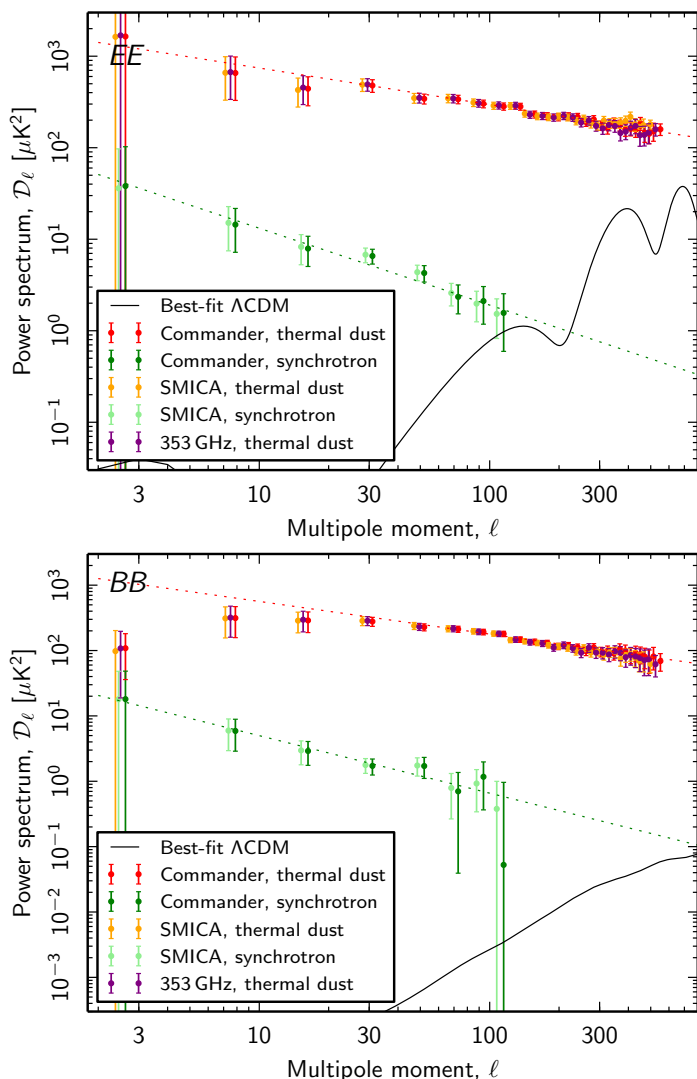 EE
10³
10²
10¹
10⁰
10⁻¹
Power spectrum, 𝒟ℓ [μK²]
Best-fit ΛCDM
Commander, thermal dust
Commander, synchrotron
SMICA, thermal dust
SMICA, synchrotron
353 GHz, thermal dust
3 10 30 100 300
Multipole moment, ℓ
BB
10³
10²
10¹
10⁰
10⁻¹
10⁻²
10⁻³
Power spectrum, 𝒟ℓ [μK²]
Best-fit ΛCDM
Commander, thermal dust
Commander, synchrotron
SMICA, thermal dust
SMICA, synchrotron
353 GHz, thermal dust
3 10 30 100 300
Multipole moment, ℓ